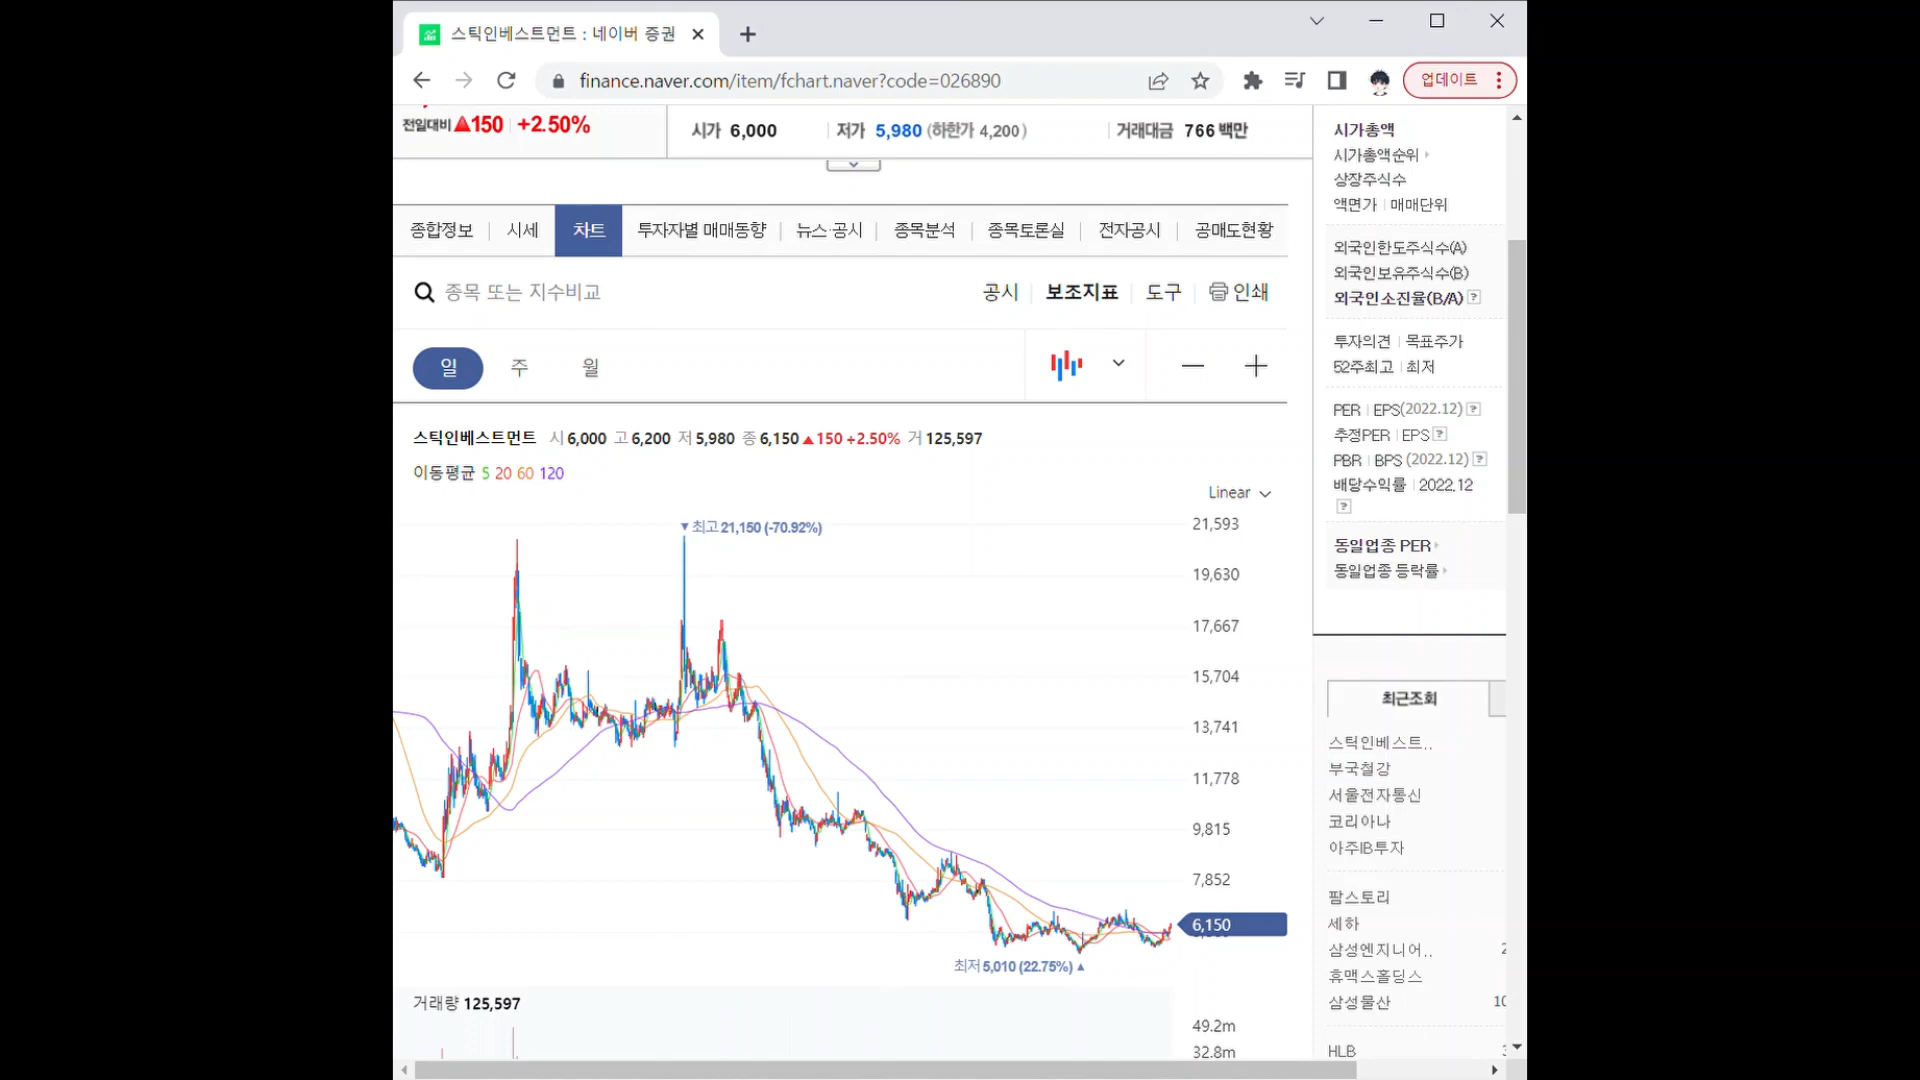 스틱인베스트먼트 : 네이버 증권
finance.naver.com/item/fchart.naver?code=026890
업데이트
전일대비 ▲150 +2.50%
시가 6,000 저가 5,980 (하한가 4,200) 거래대금 766 백만
종합정보 시세 차트 투자자별 매매동향 뉴스·공시 종목분석 종목토론실 전자공시 공매도현황
종목 또는 지수비교
공시 보조지표 도구 인쇄
일 주 월
스틱인베스트먼트 시 6,000 고 6,200 저 5,980 종 6,150 ▲150 +2.50% 거 125,597
이동평균 5 20 60 120
Linear
▼최고 21,150 (-70.92%)
21,593
19,630
17,667
15,704
13,741
11,778
9,815
7,852
6,150
최저 5,010 (22.75%) ▲
거래량 125,597
49.2m
32.8m
시가총액
시가총액순위
상장주식수
액면가 매매단위
외국인한도주식수(A)
외국인보유주식수(B)
외국인소진율(B/A) ?
투자의견 목표주가
52주최고 최저
PER EPS(2022.12) ?
추정PER EPS ?
PBR BPS (2022.12) ?
배당수익률 2022.12
?
동일업종 PER
동일업종 등락률
최근조회
스틱인베스트..
부국철강
서울전자통신
코리아나
아주IB투자
팜스토리
세하
삼성엔지니어..
휴맥스홀딩스
삼성물산 10
HLB